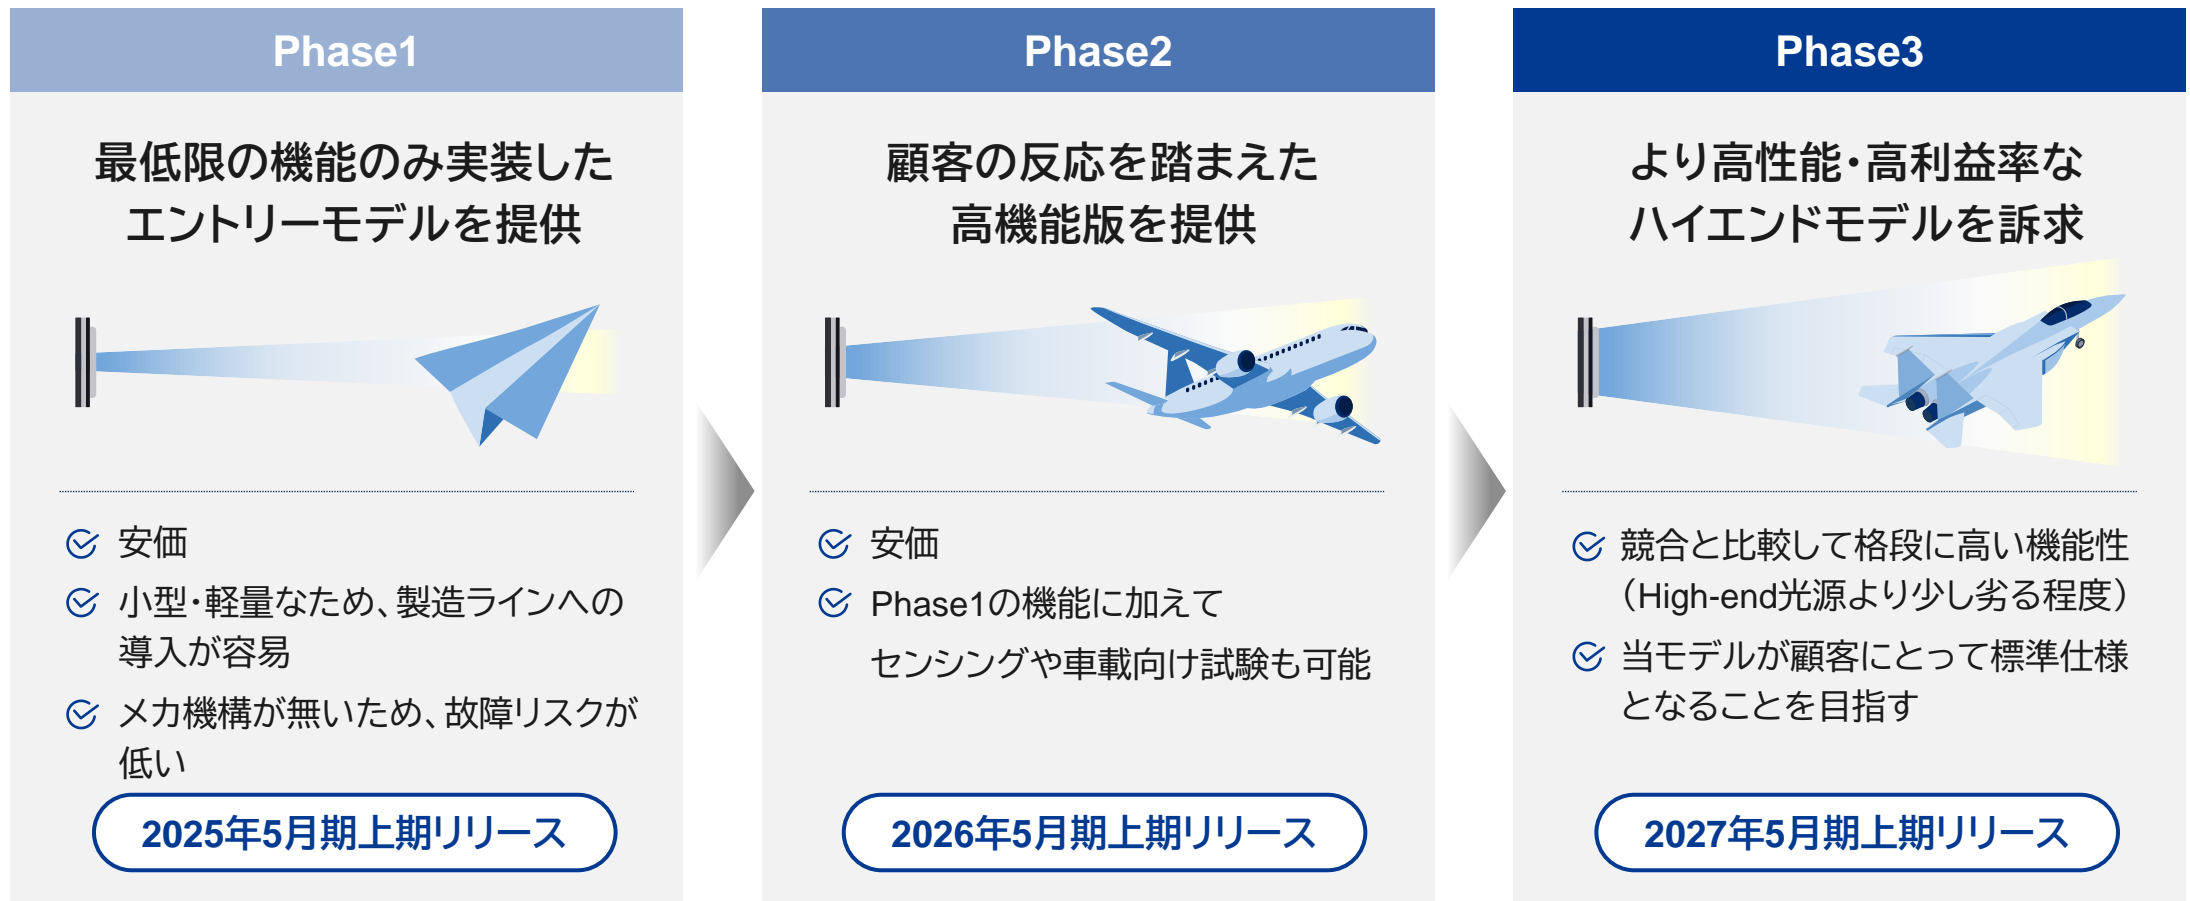 Phase1
最低限の機能のみ実装した
エントリーモデルを提供
安価
小型・軽量なため、製造ラインへの
導入が容易
メカ機構が無いため、故障リスクが
低い
2025年5月期上期リリース
Phase2
顧客の反応を踏まえた
高機能版を提供
安価
Phase1の機能に加えて
センシングや車載向け試験も可能
2026年5月期上期リリース
Phase3
より高性能・高利益率な
ハイエンドモデルを訴求
競合と比較して格段に高い機能性
（High-end光源より少し劣る程度）
当モデルが顧客にとって標準仕様
となることを目指す
2027年5月期上期リリース